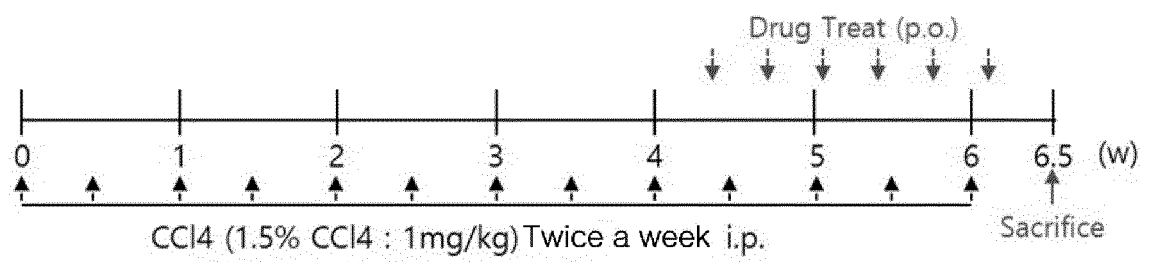 Drug Treat (p.o.)
0 1 2 3 4 5 6 6.5 (w)
CCl4 (1.5% CCl4 : 1mg/kg) Twice a week i.p.
Sacrifice